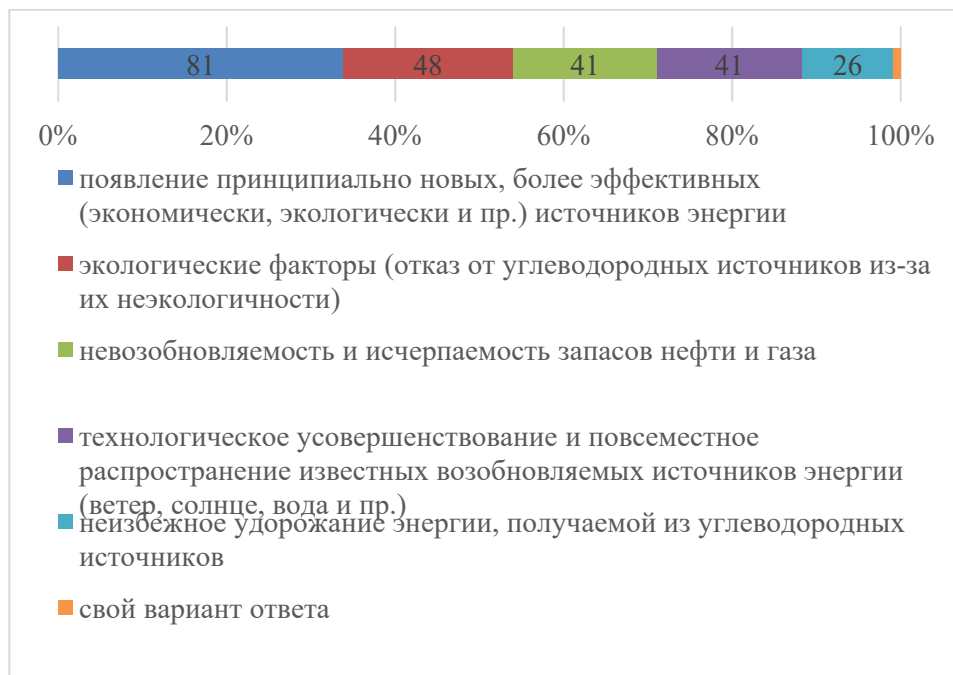 81 48 41 41 26
0% 20% 40% 60% 80% 100%
появление принципиально новых, более эффективных
(экономически, экологически и пр.) источников энергии
экологические факторы (отказ от углеводородных источников из-за
их неэкологичности)
невозобновляемость и исчерпаемость запасов нефти и газа
технологическое усовершенствование и повсеместное
распространение известных возобновляемых источников энергии
(ветер, солнце, вода и пр.)
неизбежное удорожание энергии, получаемой из углеводородных
источников
свой вариант ответа